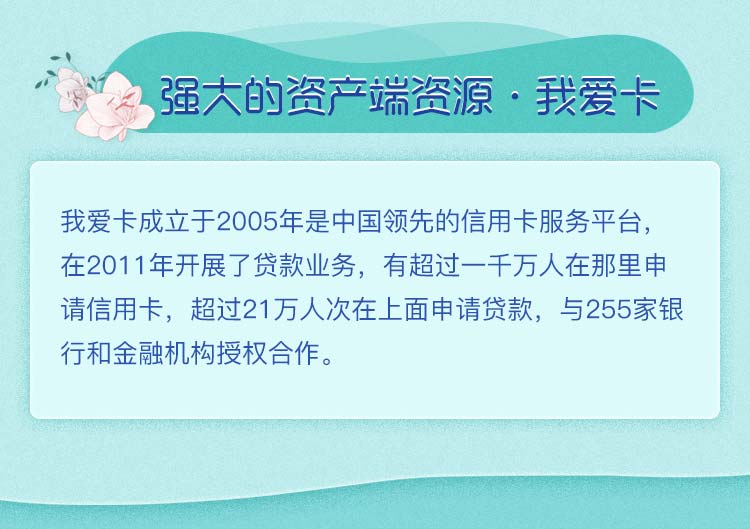 强大的资产端资源·我爱卡
我爱卡成立于2005年是中国领先的信用卡服务平台，
在2011年开展了贷款业务，有超过一千万人在那里申
请信用卡，超过21万人次在上面申请贷款，与255家银
行和金融机构授权合作。